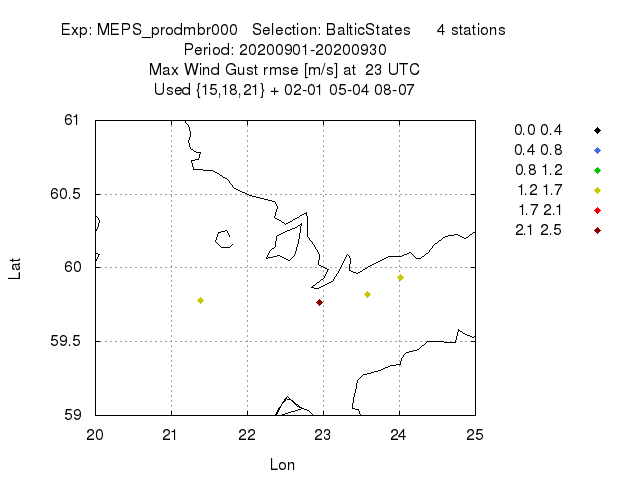 Exp: MEPS_prodmbr000 Selection: BalticStates 4 stations
Period: 20200901-20200930
Max Wind Gust rmse [m/s] at 23 UTC
Used {15,18,21} + 02-01 05-04 08-07
61
60.5
60
59.5
59
Lat
20 21 22 23 24 25
Lon
0.0 0.4
0.4 0.8
0.8 1.2
1.2 1.7
1.7 2.1
2.1 2.5